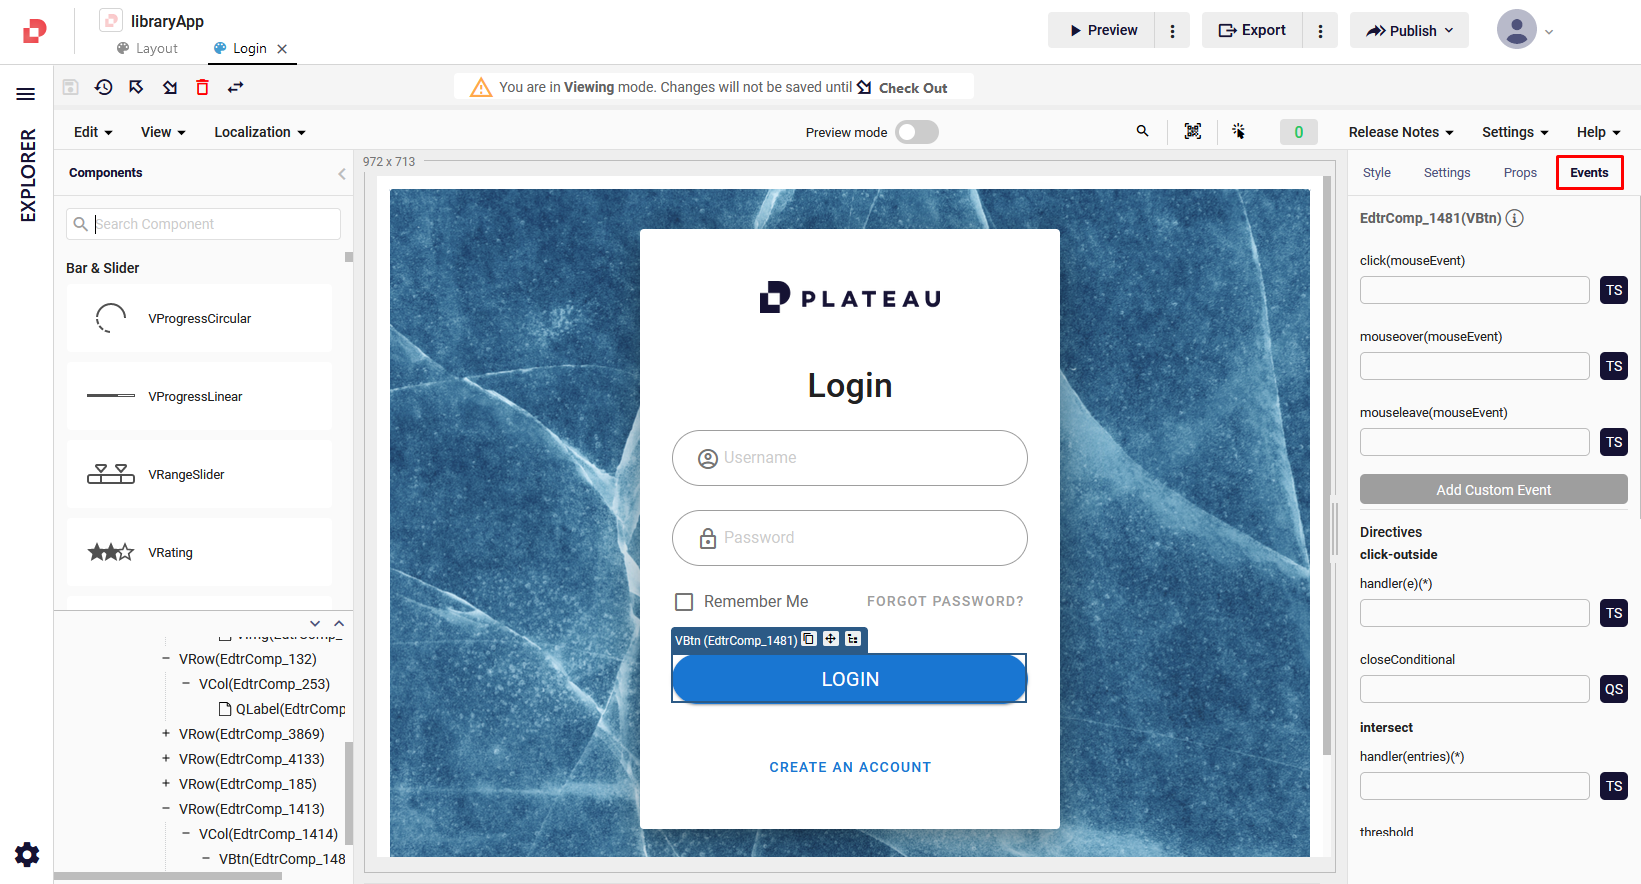 libraryApp
Preview
Export
Publish
Layout
Login
You are in Viewing mode. Changes will not be saved until Check Out
EXPLORER
Edit
View
Localization
Preview mode
0
Release Notes
Settings
Help
Components
Search Component
Bar & Slider
VProgressCircular
VProgressLinear
VRangeSlider
VRating
VRow(EdtrComp_132)
VCol(EdtrComp_253)
QLabel(EdtrComp
VRow(EdtrComp_3869)
VRow(EdtrComp_4133)
VRow(EdtrComp_185)
VRow(EdtrComp_1413)
VCol(EdtrComp_1414)
VBtn(EdtrComp_148
972 x 713
PLATEAU
Login
Username
Password
Remember Me
FORGOT PASSWORD?
VBtn (EdtrComp_1481)
LOGIN
CREATE AN ACCOUNT
Style
Settings
Props
Events
EdtrComp_1481(VBtn)
click(mouseEvent)
TS
mouseover(mouseEvent)
TS
mouseleave(mouseEvent)
TS
Add Custom Event
Directives
click-outside
handler(e)(*)
TS
closeConditional
QS
intersect
handler(entries)(*)
TS
threshold